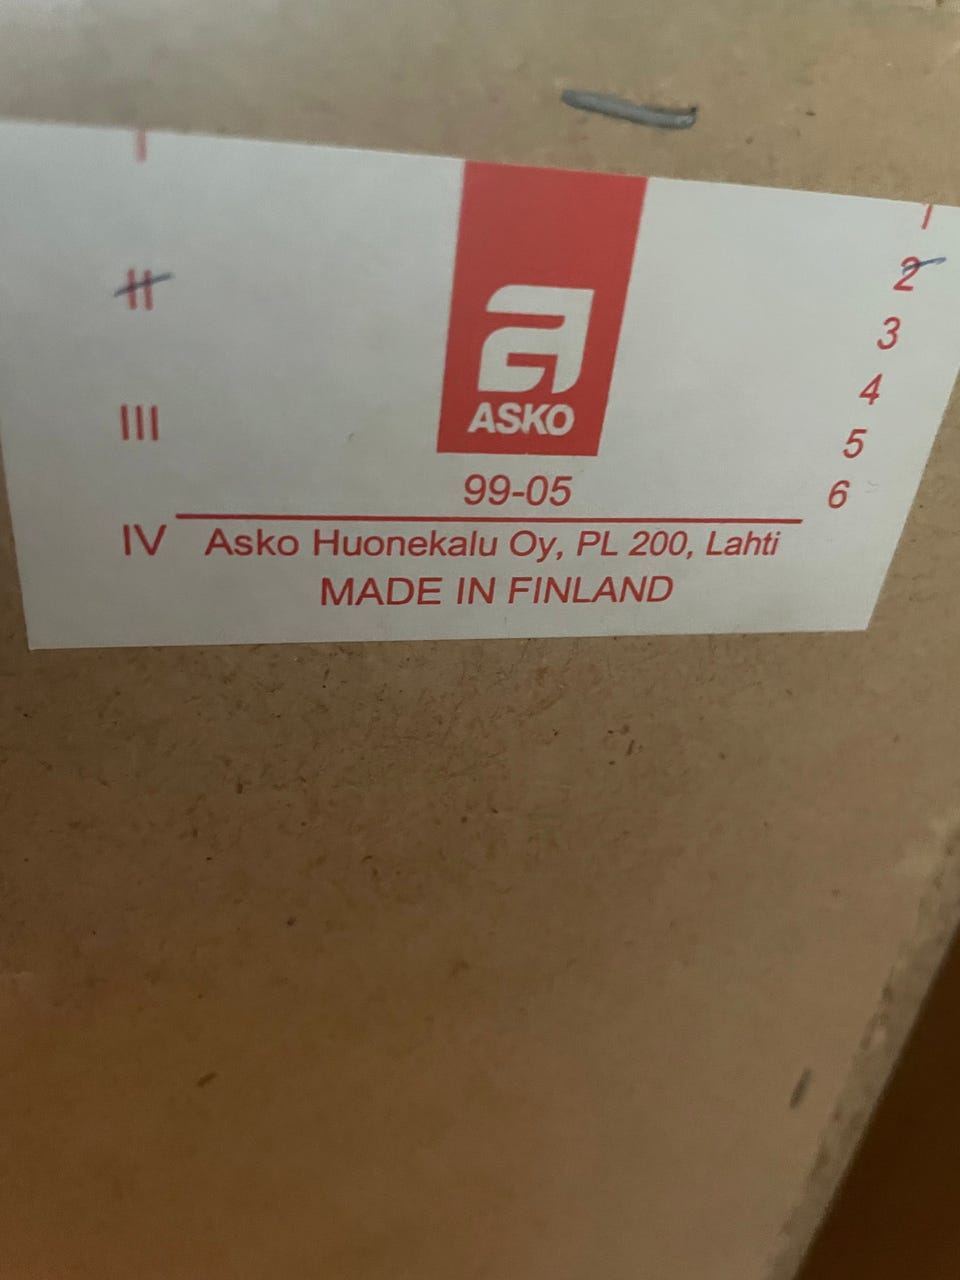 I
II
III
IV
a
ASKO
99-05
Asko Huonekalu Oy, PL 200, Lahti
MADE IN FINLAND
1
2
3
4
5
6